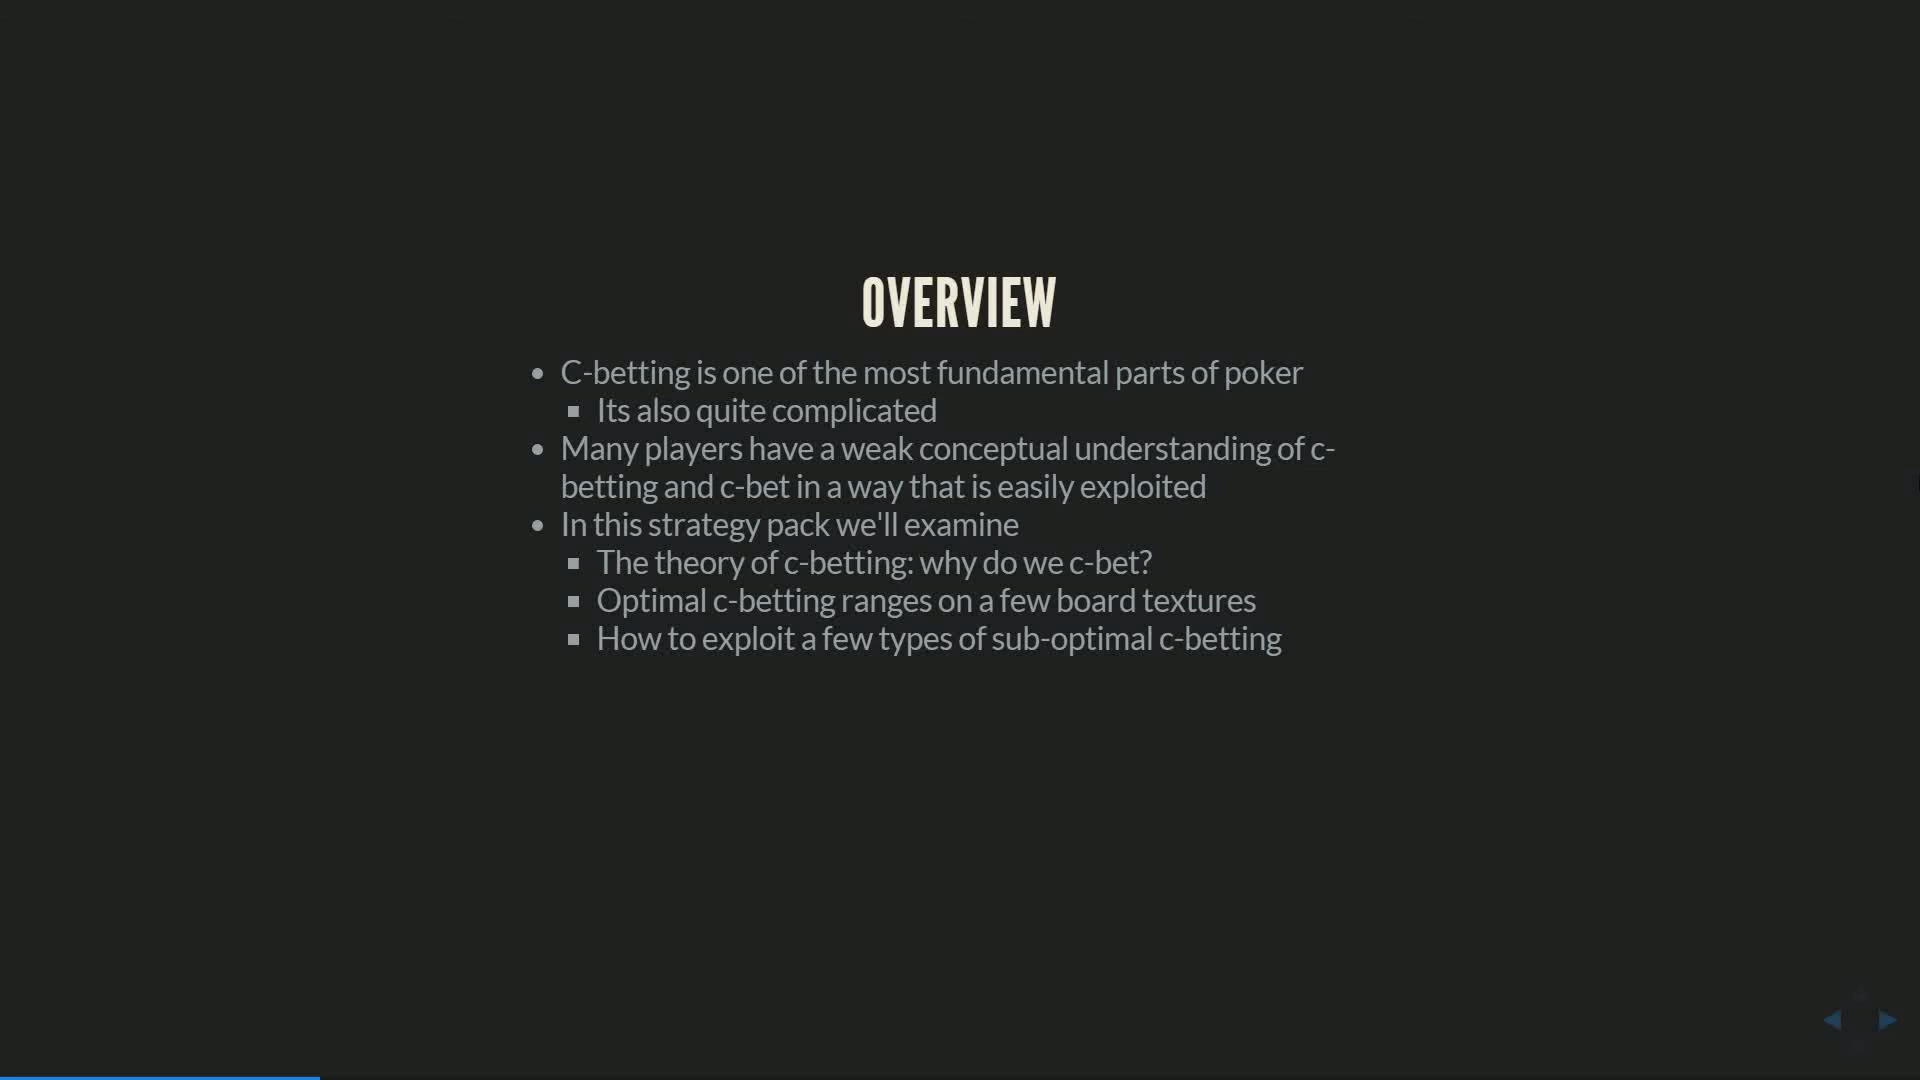 OVERVIEW
C-betting is one of the most fundamental parts of poker
Its also quite complicated
Many players have a weak conceptual understanding of c-
betting and c-bet in a way that is easily exploited
In this strategy pack we'll examine
The theory of c-betting: why do we c-bet?
Optimal c-betting ranges on a few board textures
How to exploit a few types of sub-optimal c-betting